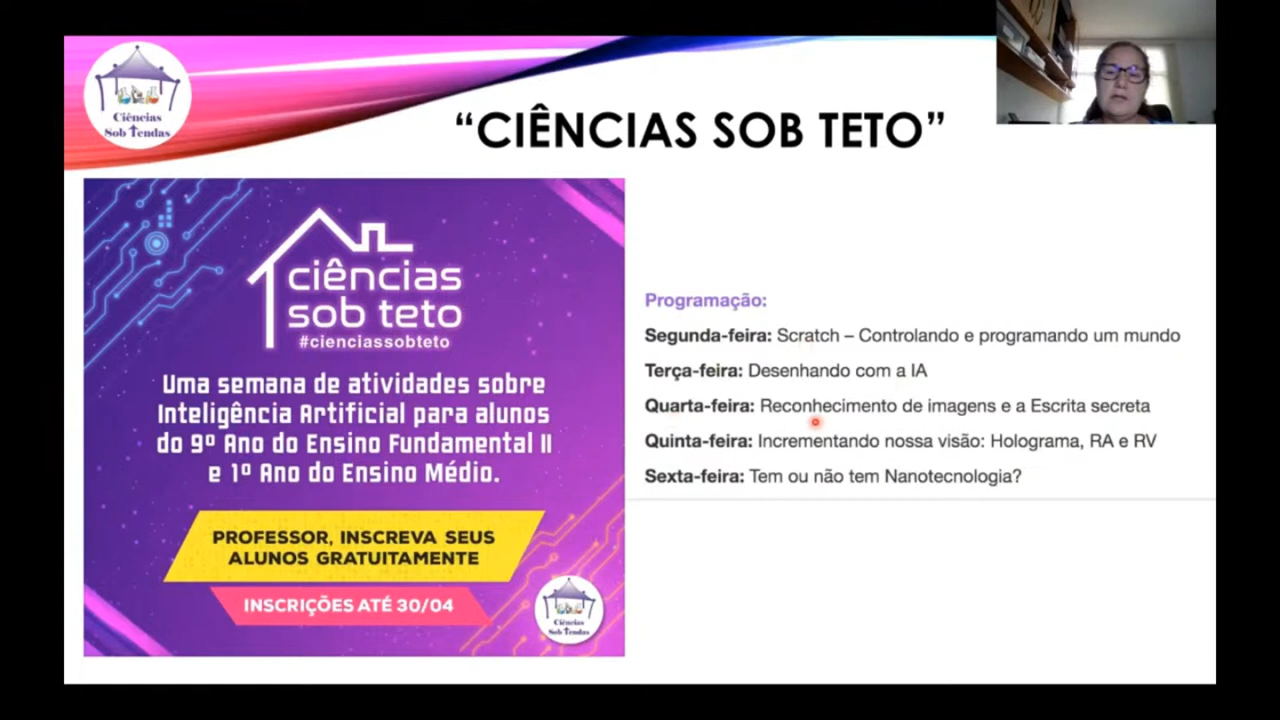 Ciências
Sob Tendas
“CIÊNCIAS SOB TETO”
ciências
sob teto
#cienciassobteto
Uma semana de atividades sobre
Inteligência Artificial para alunos
do 9º Ano do Ensino Fundamental II
e 1º Ano do Ensino Médio.
PROFESSOR, INSCREVA SEUS
ALUNOS GRATUITAMENTE
INSCRIÇÕES ATÉ 30/04
Ciências
Sob Tendas
Programação:
Segunda-feira: Scratch – Controlando e programando um mundo
Terça-feira: Desenhando com a IA
Quarta-feira: Reconhecimento de imagens e a Escrita secreta
Quinta-feira: Incrementando nossa visão: Holograma, RA e RV
Sexta-feira: Tem ou não tem Nanotecnologia?